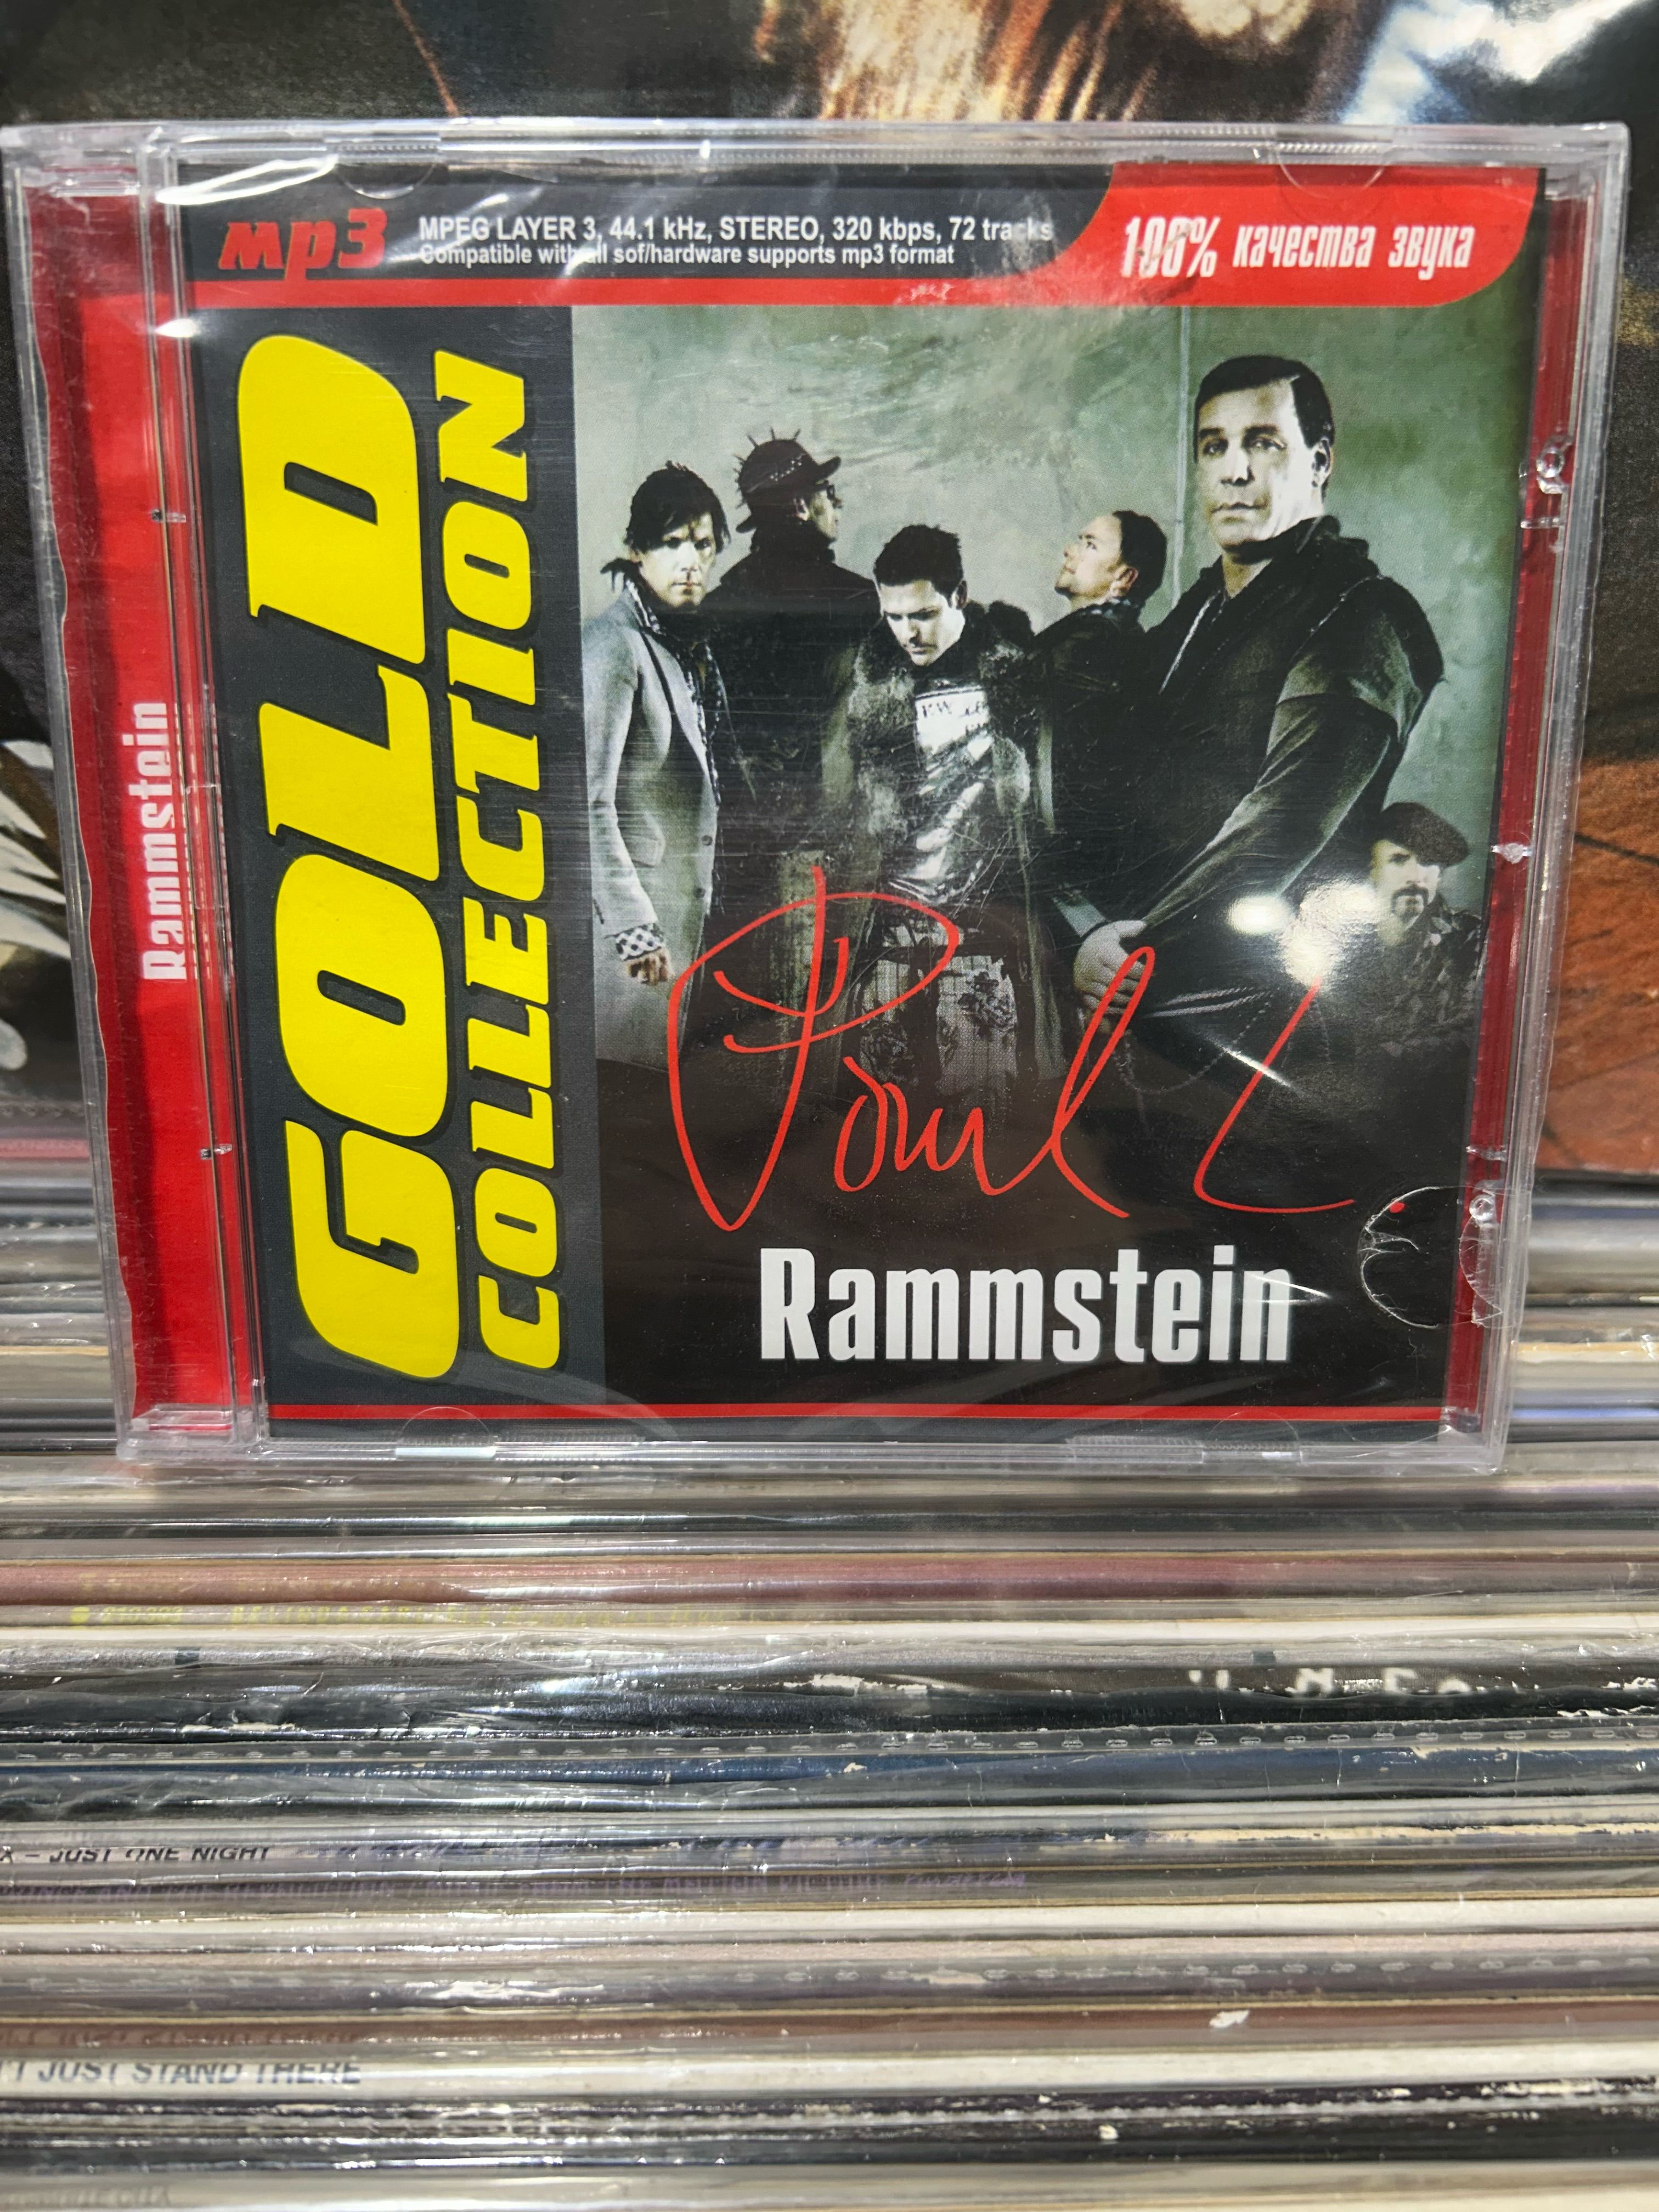 mp3
MPEG LAYER 3, 44.1 kHz, STEREO, 320 kbps, 72 tracks
Compatible with all sof/hardware supports mp3 format
100% качества звука
Rammstein
GOLD
COLLECTION
Paul L
Rammstein
X – JUST ONE NIGHT
T JUST STAND THERE